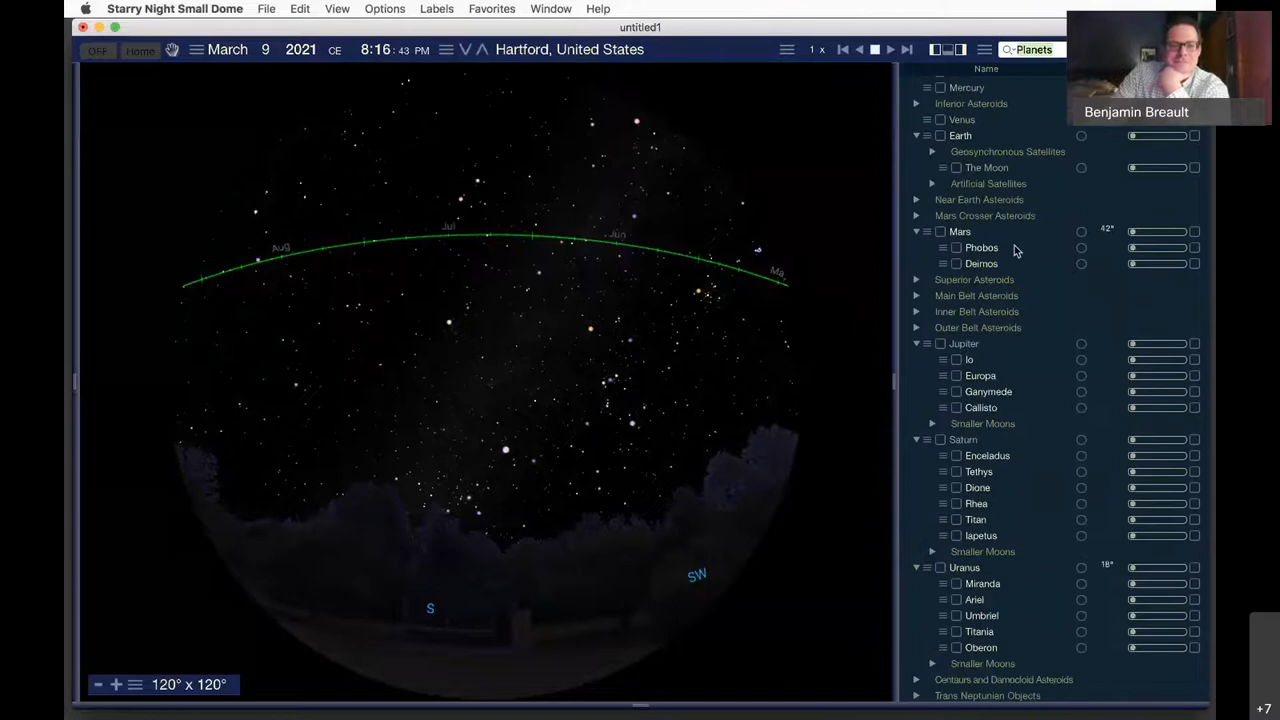 Starry Night Small Dome File Edit View Options Labels Favorites Window Help
untitled1
OFF Home March 9 2021 CE 8:16:43 PM Hartford, United States 1 x Planets
Benjamin Breault
Name
Mercury
Inferior Asteroids
Venus
Earth
Geosynchronous Satellites
The Moon
Artificial Satellites
Near Earth Asteroids
Mars Crosser Asteroids
Mars 42°
Phobos
Deimos
Superior Asteroids
Main Belt Asteroids
Inner Belt Asteroids
Outer Belt Asteroids
Jupiter
Io
Europa
Ganymede
Callisto
Smaller Moons
Saturn
Enceladus
Tethys
Dione
Rhea
Titan
Iapetus
Smaller Moons
Uranus 18°
Miranda
Ariel
Umbriel
Titania
Oberon
Smaller Moons
Centaurs and Damocloid Asteroids
Trans Neptunian Objects
Aug Jul Jun Ma
S SW
120° x 120°
+7